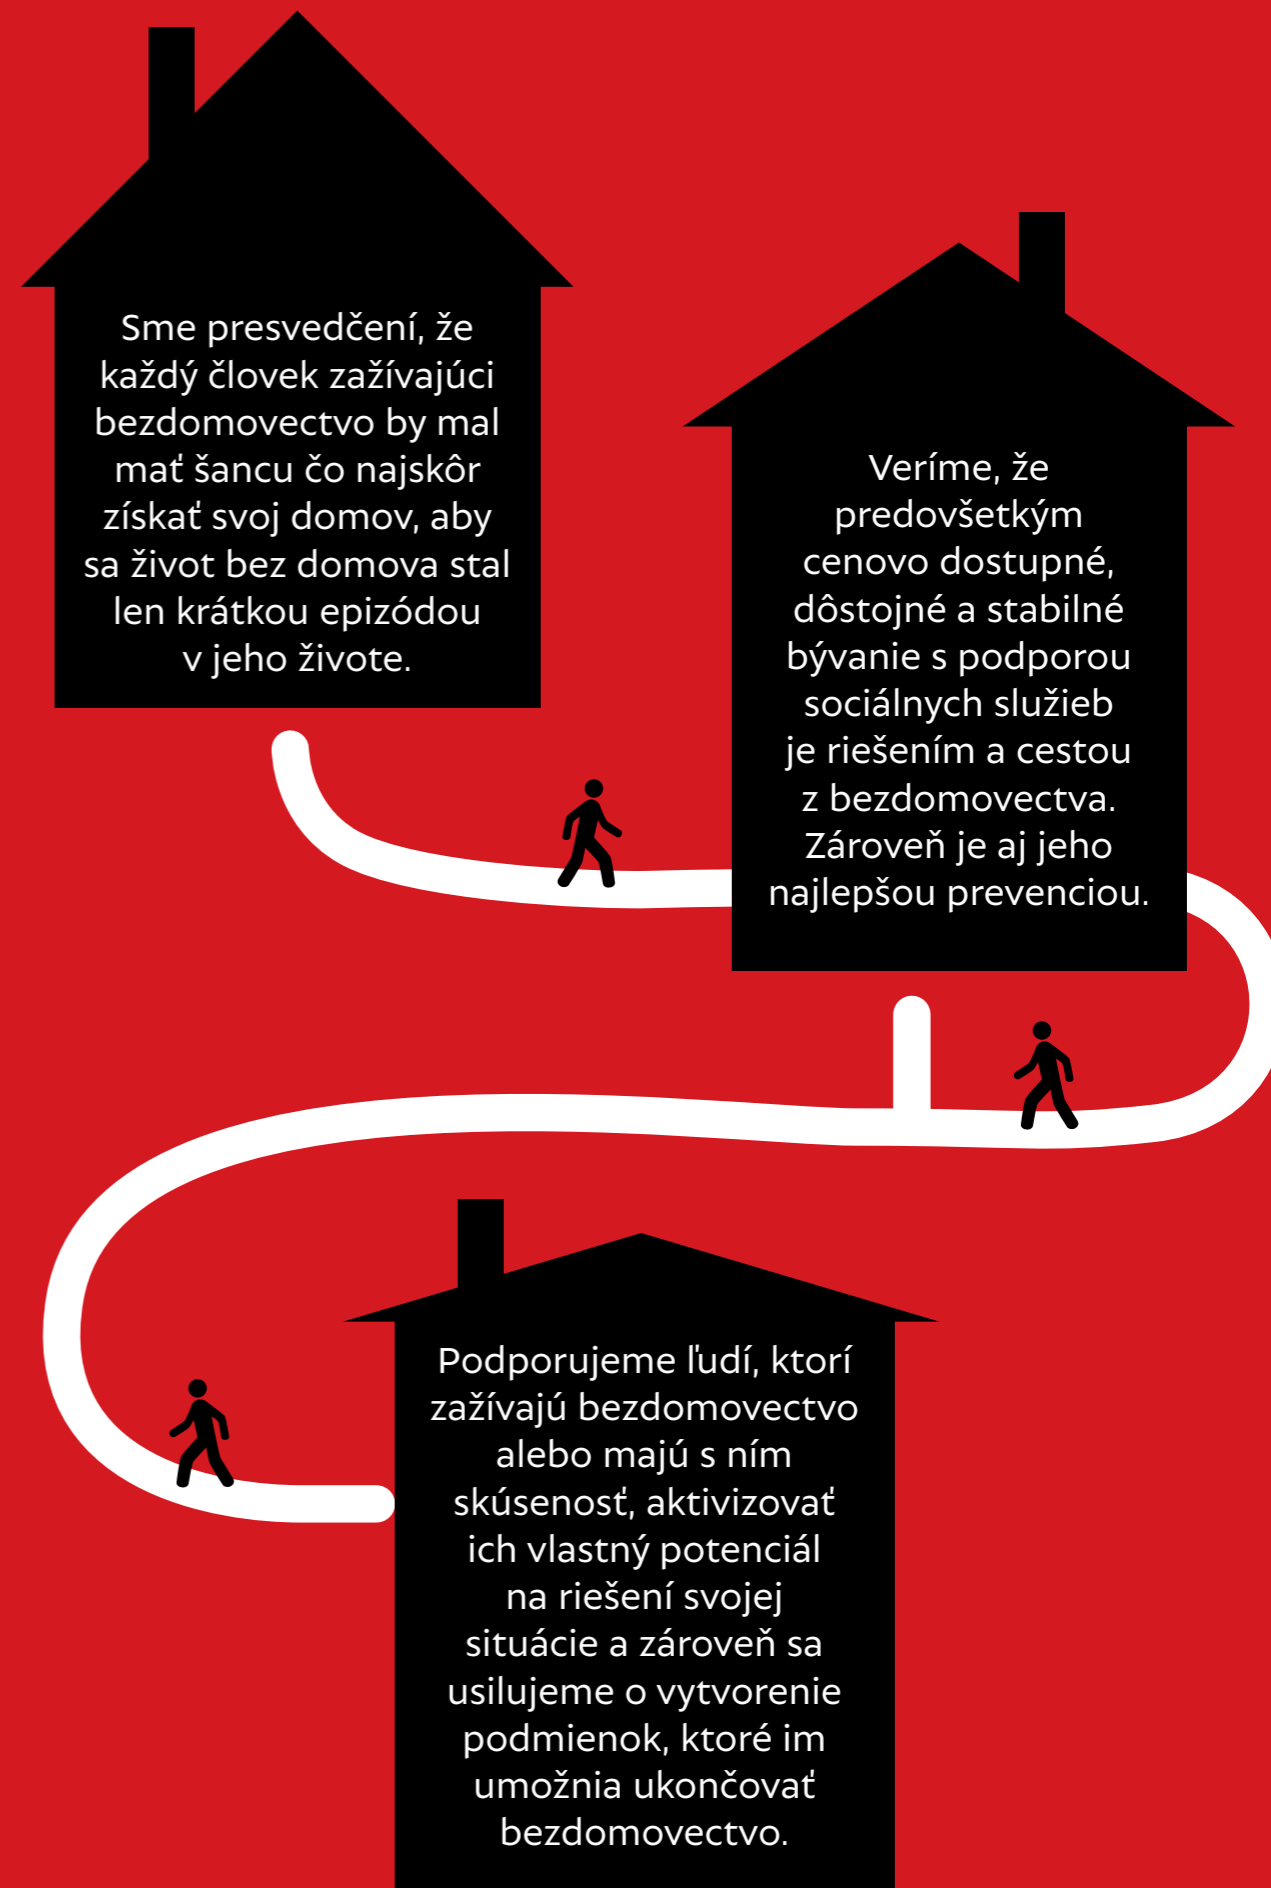 Sme presvedčení, že
každý človek zažívajúci
bezdomovectvo by mal
mať šancu čo najskôr
získať svoj domov, aby
sa život bez domova stal
len krátkou epizódou
v jeho živote.
Veríme, že
predovšetkým
cenovo dostupné,
dôstojné a stabilné
bývanie s podporou
sociálnych služieb
je riešením a cestou
z bezdomovectva.
Zároveň je aj jeho
najlepšou prevenciou.
Podporujeme ľudí, ktorí
zažívajú bezdomovectvo
alebo majú s ním
skúsenosť, aktivizovať
ich vlastný potenciál
na riešení svojej
situácie a zároveň sa
usilujeme o vytvorenie
podmienok, ktoré im
umožnia ukončovať
bezdomovectvo.